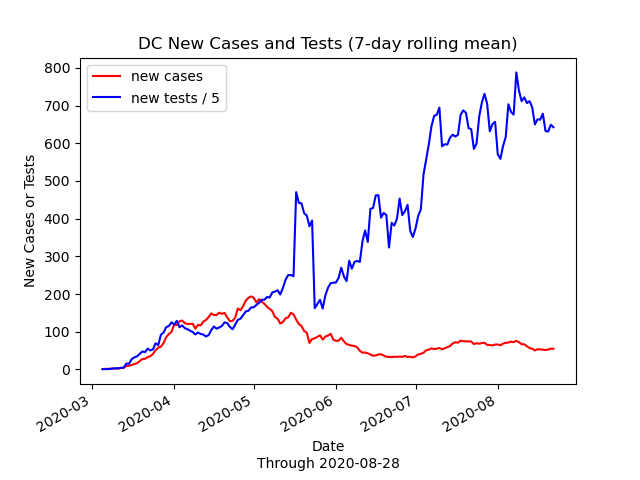 DC New Cases and Tests (7-day rolling mean)
new cases
new tests / 5
800
700
600
500
400
300
200
100
0
New Cases or Tests
2020-03
2020-04
2020-05
2020-06
2020-07
2020-08
Date
Through 2020-08-28